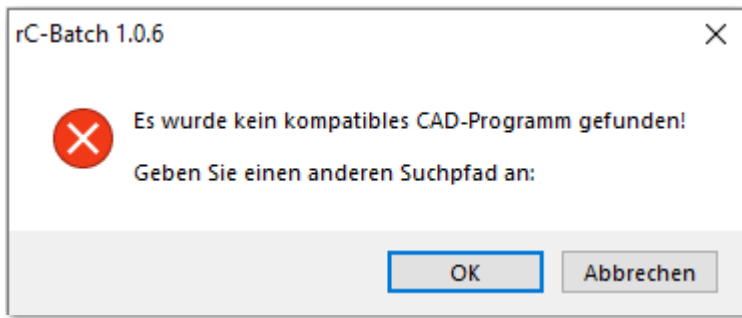 rC-Batch 1.0.6
Es wurde kein kompatibles CAD-Programm gefunden!
Geben Sie einen anderen Suchpfad an:
OK
Abbrechen